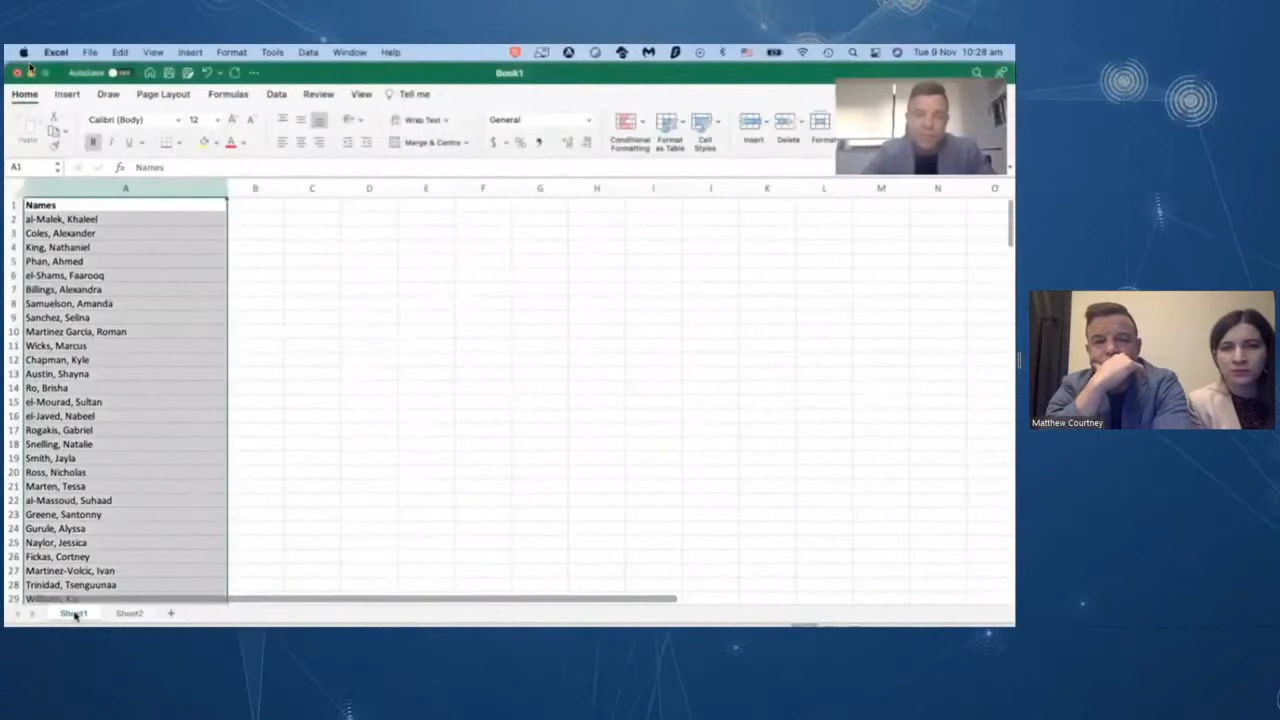 Excel File Edit View Insert Format Tools Data Window Help Tue 9 Nov 10:28 am
AutoSave OFF Book1
Home Insert Draw Page Layout Formulas Data Review View Tell me
Paste Calibri (Body) 12 Wrap Text General
B I U Merge & Centre $ % Conditional Formatting Format as Table Cell Styles Insert Delete Format
A1 fx Names
A B C D E F G H I J K L M N O
1 Names
2 al-Malek, Khaleel
3 Coles, Alexander
4 King, Nathaniel
5 Phan, Ahmed
6 el-Shams, Faarooq
7 Billings, Alexandra
8 Samuelson, Amanda
9 Sanchez, Selina
10 Martinez Garcia, Roman
11 Wicks, Marcus
12 Chapman, Kyle
13 Austin, Shayna
14 Ro, Brisha
15 el-Mourad, Sultan
16 el-Javed, Nabeel
17 Rogakis, Gabriel
18 Snelling, Natalie
19 Smith, Jayla
20 Ross, Nicholas
21 Marten, Tessa
22 al-Massoud, Suhaad
23 Greene, Santonny
24 Gurule, Alyssa
25 Naylor, Jessica
26 Fickas, Cortney
27 Martinez-Volcic, Ivan
28 Trinidad, Tsenguunaa
29
Sheet1 Sheet2 +
Matthew Courtney